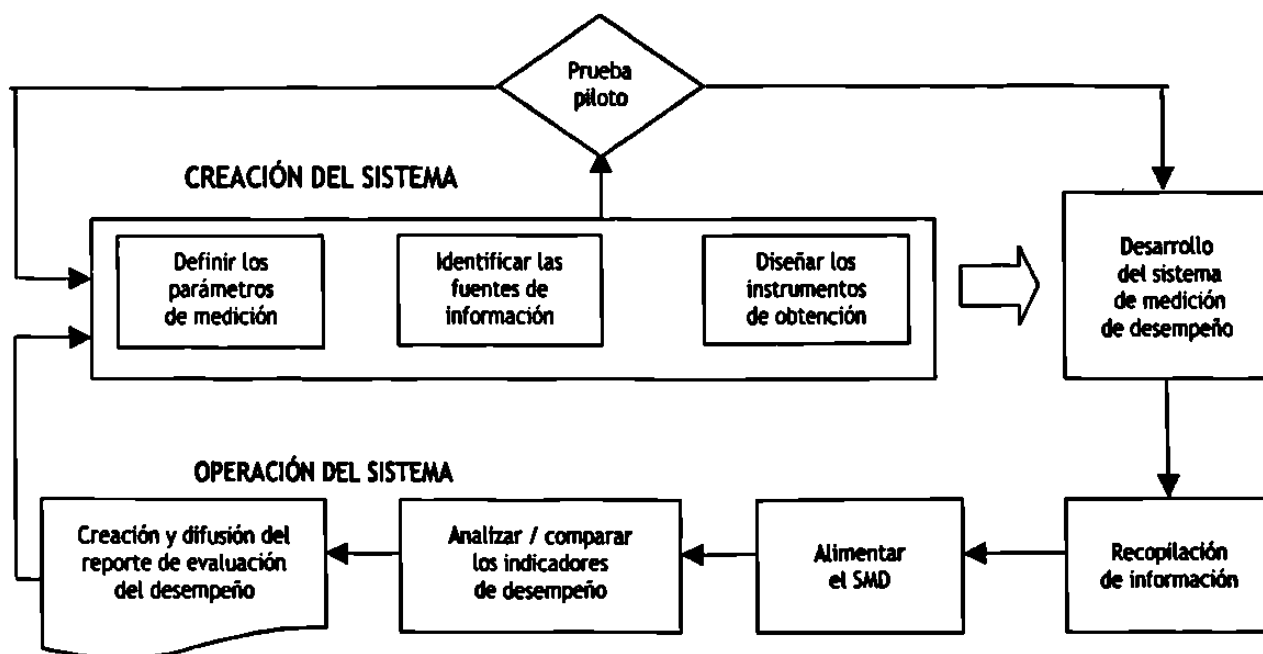 Prueba
piloto
CREACIÓN DEL SISTEMA
Definir los
parámetros
de medición
Identificar las
fuentes de
información
Diseñar los
instrumentos
de obtención
Desarrollo
del sistema
de medición
de desempeño
OPERACIÓN DEL SISTEMA
Creación y difusión del
reporte de evaluación
del desempeño
Analizar / comparar
los indicadores
de desempeño
Alimentar
el SMD
Recopilación
de información